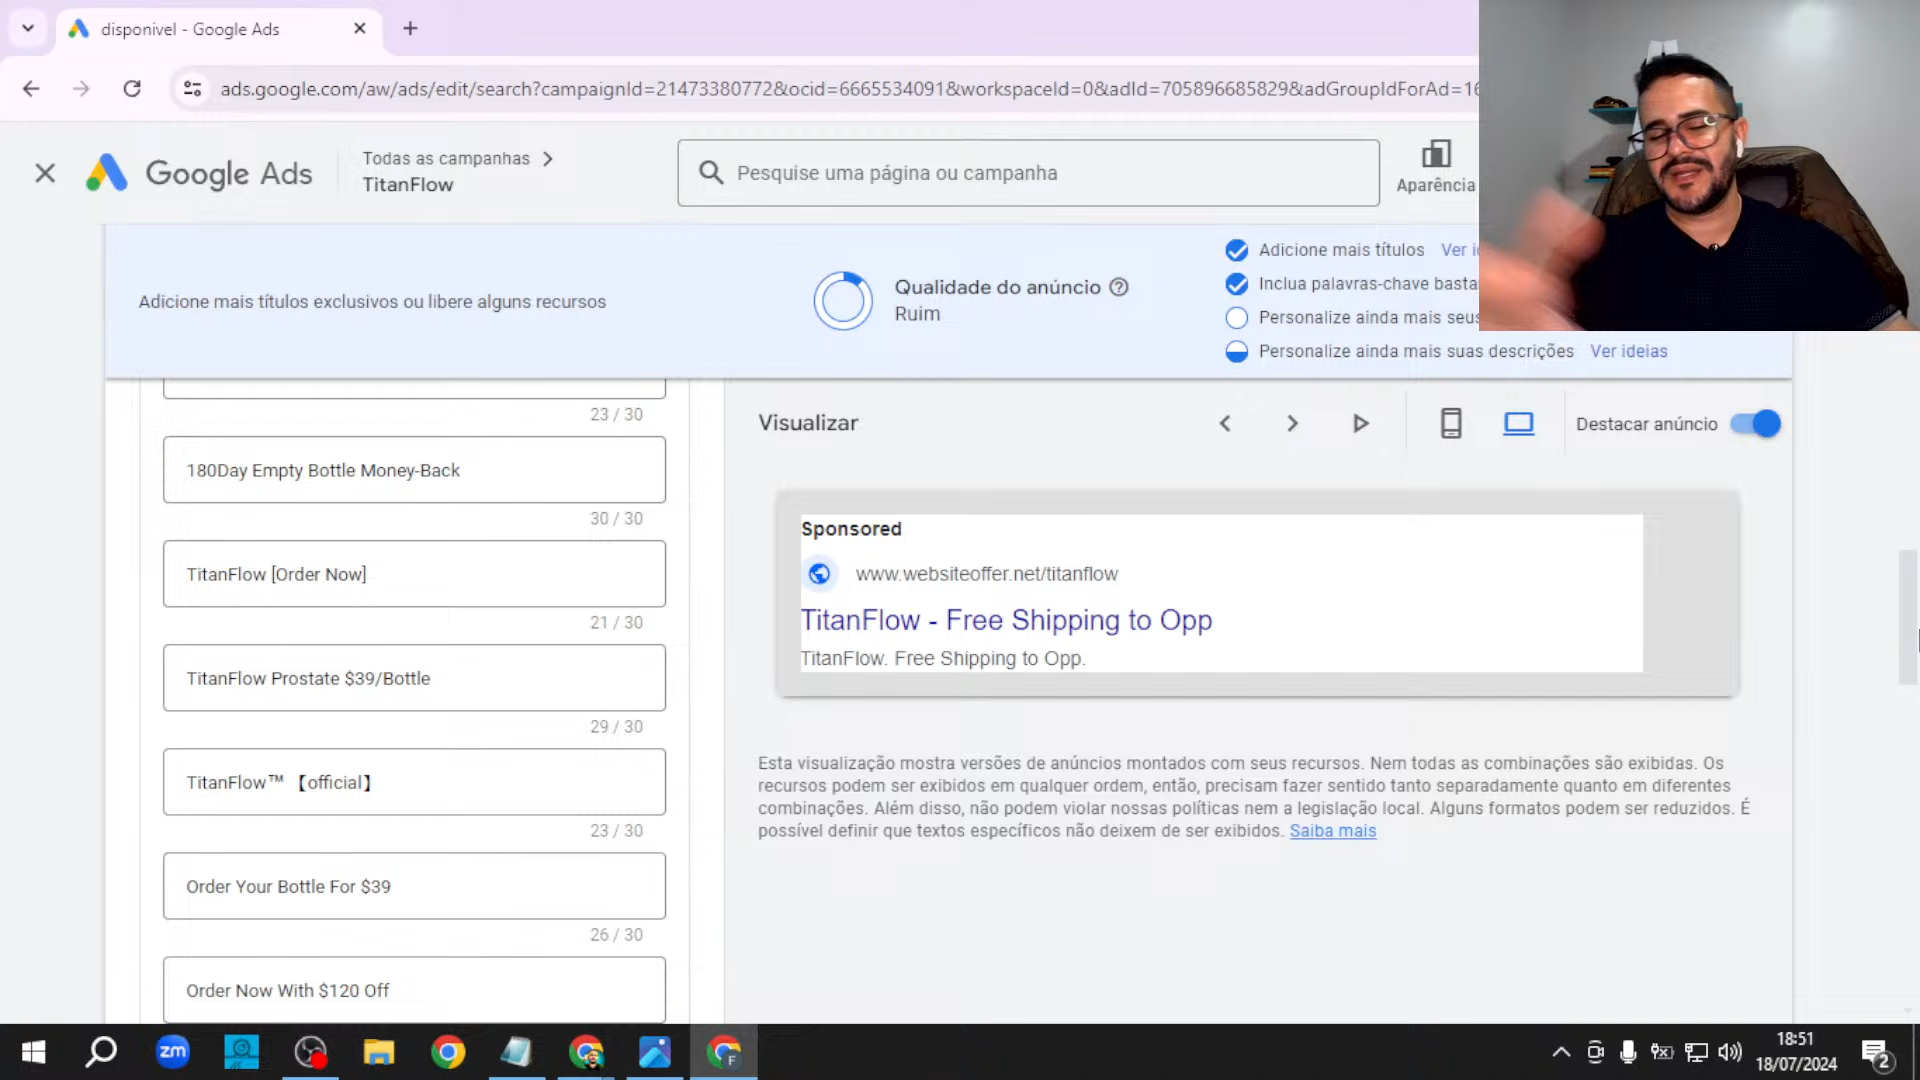 disponivel - Google Ads
ads.google.com/aw/ads/edit/search?campaignId=21473380772&ocid=6665534091&workspaceId=0&adId=705896685829&adGroupIdForAd=16
Google Ads
Todas as campanhas
TitanFlow
Pesquise uma página ou campanha
Aparência
Adicione mais títulos exclusivos ou libere alguns recursos
Qualidade do anúncio
Ruim
Adicione mais títulos Ver i
Inclua palavras-chave basta
Personalize ainda mais seus
Personalize ainda mais suas descrições Ver ideias
23 / 30
180Day Empty Bottle Money-Back
30 / 30
TitanFlow [Order Now]
21 / 30
TitanFlow Prostate $39/Bottle
29 / 30
TitanFlow™ 【official】
23 / 30
Order Your Bottle For $39
26 / 30
Order Now With $120 Off
Visualizar
Destacar anúncio
Sponsored
www.websiteoffer.net/titanflow
TitanFlow - Free Shipping to Opp
TitanFlow. Free Shipping to Opp.
Esta visualização mostra versões de anúncios montados com seus recursos. Nem todas as combinações são exibidas. Os
recursos podem ser exibidos em qualquer ordem, então, precisam fazer sentido tanto separadamente quanto em diferentes
combinações. Além disso, não podem violar nossas políticas nem a legislação local. Alguns formatos podem ser reduzidos. É
possível definir que textos específicos não deixem de ser exibidos. Saiba mais
zm
F
18:51
18/07/2024
2